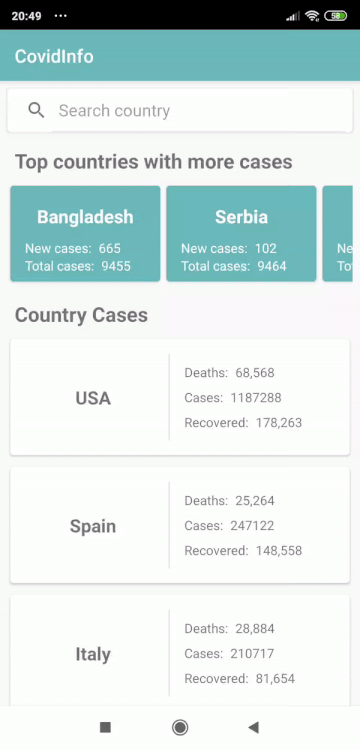 20:49 ...
58
CovidInfo
Search country
Top countries with more cases
Bangladesh
New cases: 665
Total cases: 9455
Serbia
New cases: 102
Total cases: 9464
Ne
To
Country Cases
USA
Deaths: 68,568
Cases: 1187288
Recovered: 178,263
Spain
Deaths: 25,264
Cases: 247122
Recovered: 148,558
Italy
Deaths: 28,884
Cases: 210717
Recovered: 81,654